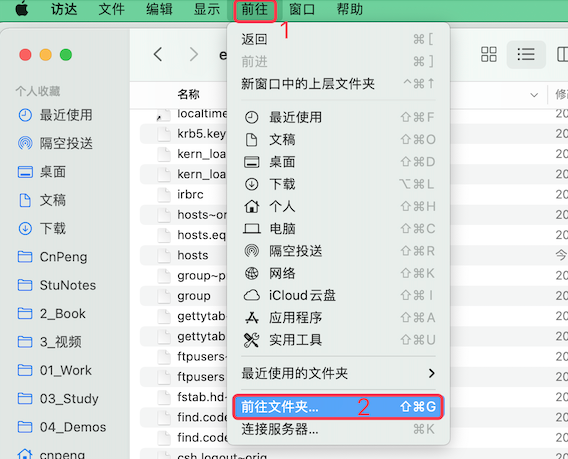 访达 文件 编辑 显示 前往 窗口 帮助
1
返回 ⌘[
前进 ⌘]
新窗口中的上层文件夹 ^⌘↑
最近使用 ⇧⌘F
文稿 ⇧⌘O
桌面 ⇧⌘D
下载 ⌥⌘L
个人 ⇧⌘H
电脑 ⇧⌘C
隔空投送 ⇧⌘R
网络 ⇧⌘K
iCloud云盘 ⇧⌘I
应用程序 ⇧⌘A
实用工具 ⇧⌘U
最近使用的文件夹 >
前往文件夹... 2 ⇧⌘G
连接服务器... ⌘K
个人收藏
最近使用
隔空投送
桌面
文稿
下载
CnPeng
StuNotes
2_Book
3_视频
01_Work
03_Study
04_Demos
cnpeng
e
名称
localtime
krb5.key
kern_loa
kern_loa
irbrc
hosts~or
hosts.eq
hosts
group~p
group
gettytab
gettytab
ftpusers~
ftpusers
fstab.hd
find.code
find.code
csh.logout~orig
修
20
20
20
20
20
20
20
今
20
20
20
20
20
20
20
20
20
20